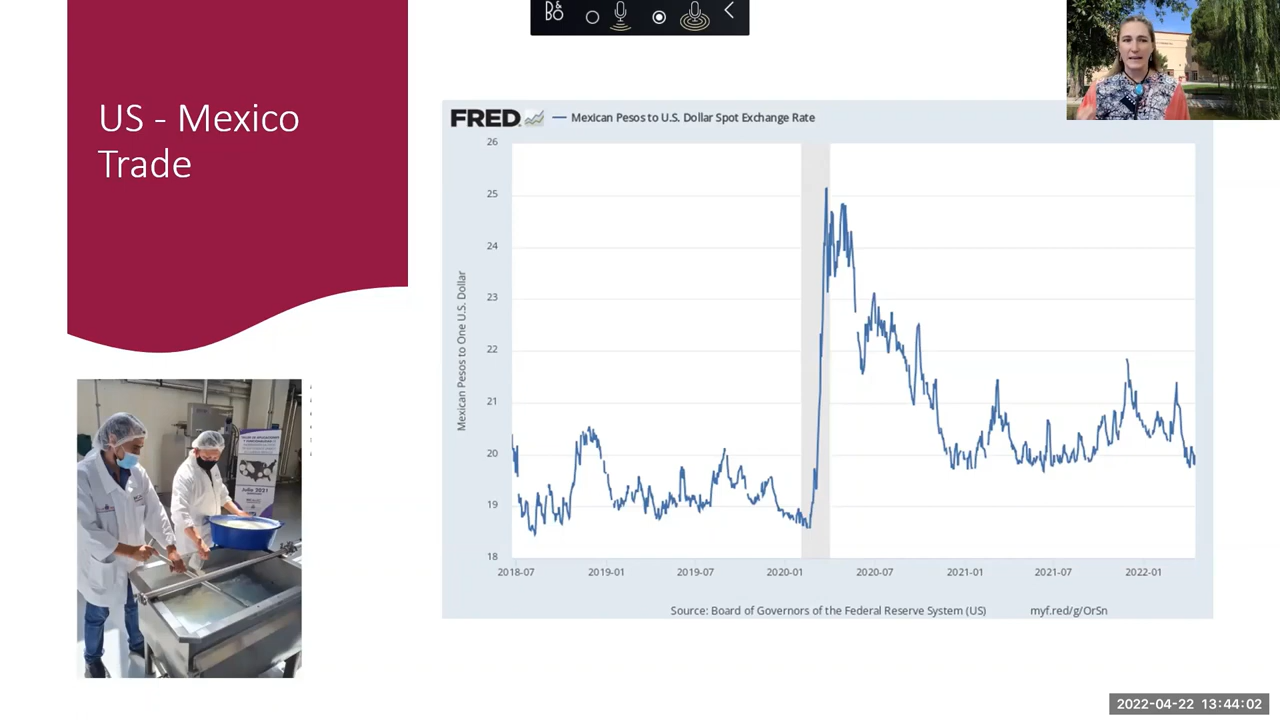 US - Mexico
Trade
FRED
Mexican Pesos to U.S. Dollar Spot Exchange Rate
Mexican Pesos to One U.S. Dollar
26
25
24
23
22
21
20
19
18
2018-07
2019-01
2019-07
2020-01
2020-07
2021-01
2021-07
2022-01
Source: Board of Governors of the Federal Reserve System (US)
myf.red/g/OrSn
Julio 2021
2022-04-22 13:44:02